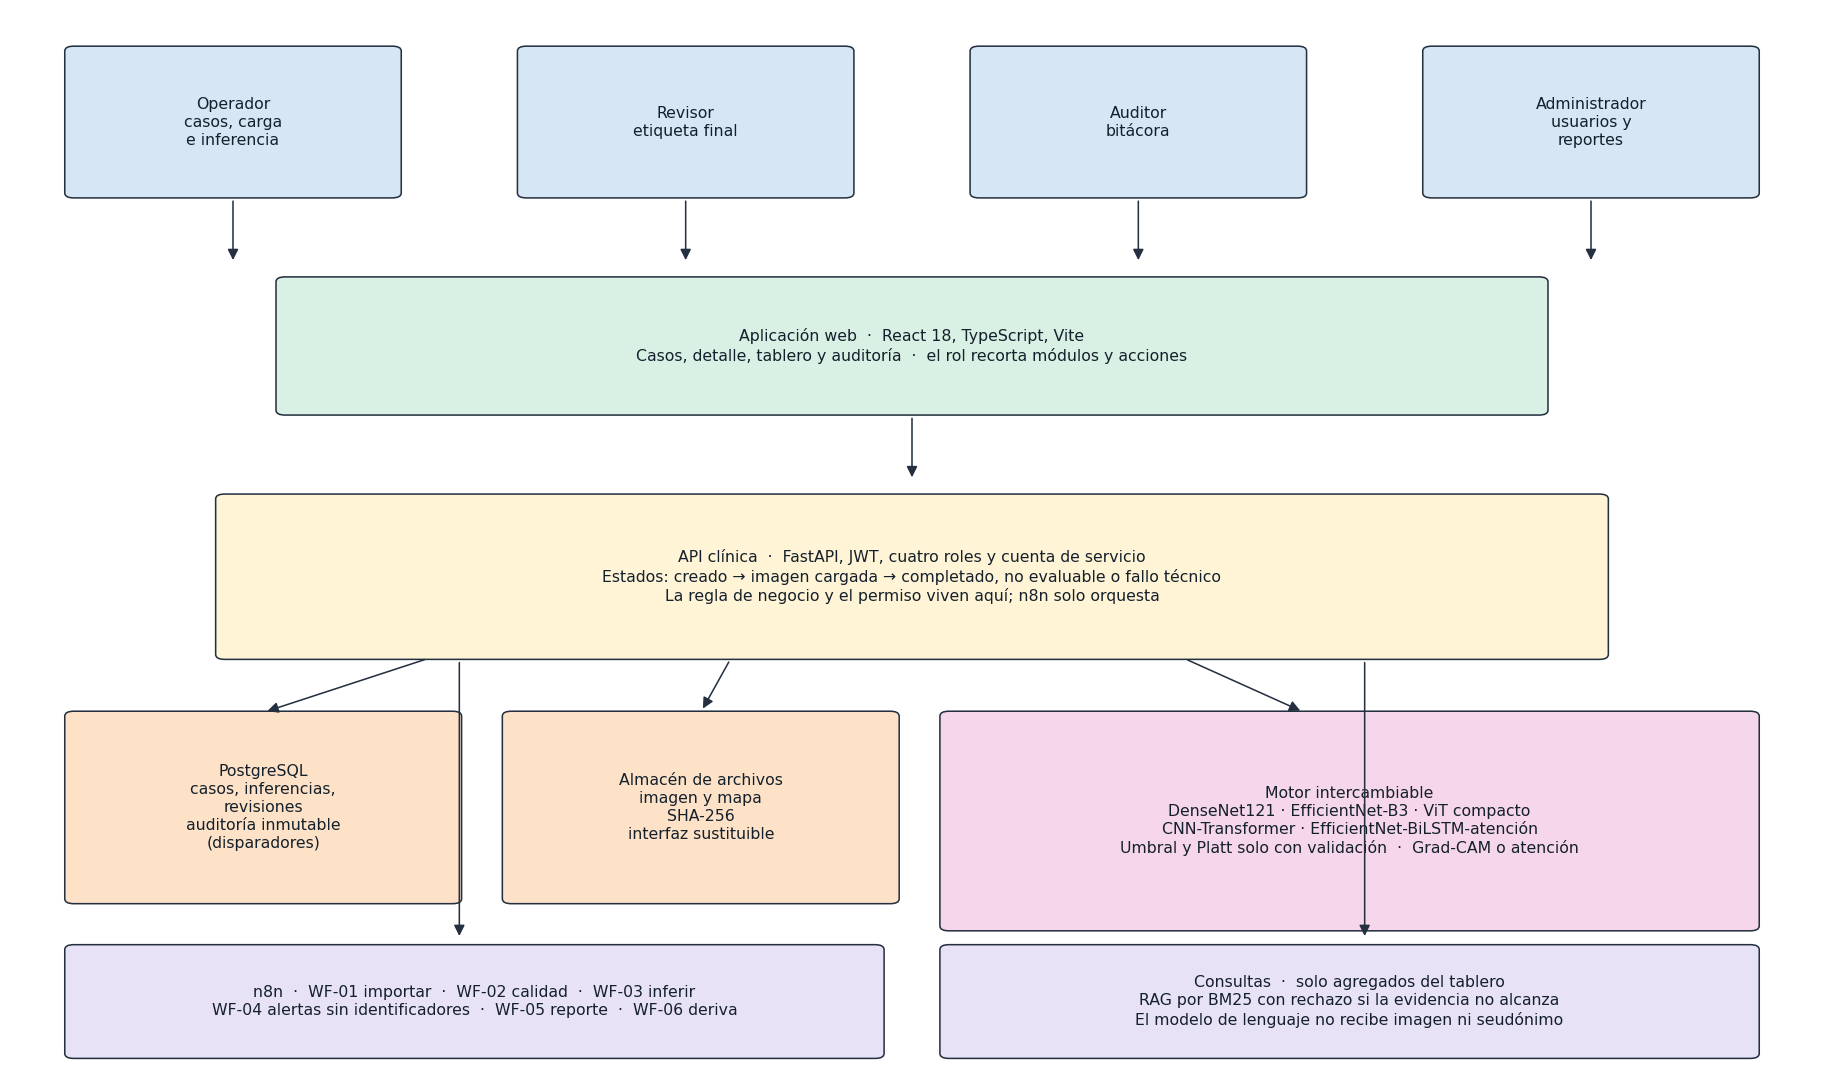 Operador
casos, carga
e inferencia
Revisor
etiqueta final
Auditor
bitácora
Administrador
usuarios y
reportes
Aplicación web · React 18, TypeScript, Vite
Casos, detalle, tablero y auditoría · el rol recorta módulos y acciones
API clínica · FastAPI, JWT, cuatro roles y cuenta de servicio
Estados: creado → imagen cargada → completado, no evaluable o fallo técnico
La regla de negocio y el permiso viven aquí; n8n solo orquesta
PostgreSQL
casos, inferencias,
revisiones
auditoría inmutable
(disparadores)
Almacén de archivos
imagen y mapa
SHA-256
interfaz sustituible
Motor intercambiable
DenseNet121 · EfficientNet-B3 · ViT compacto
CNN-Transformer · EfficientNet-BiLSTM-atención
Umbral y Platt solo con validación · Grad-CAM o atención
n8n · WF-01 importar · WF-02 calidad · WF-03 inferir
WF-04 alertas sin identificadores · WF-05 reporte · WF-06 deriva
Consultas · solo agregados del tablero
RAG por BM25 con rechazo si la evidencia no alcanza
El modelo de lenguaje no recibe imagen ni seudónimo